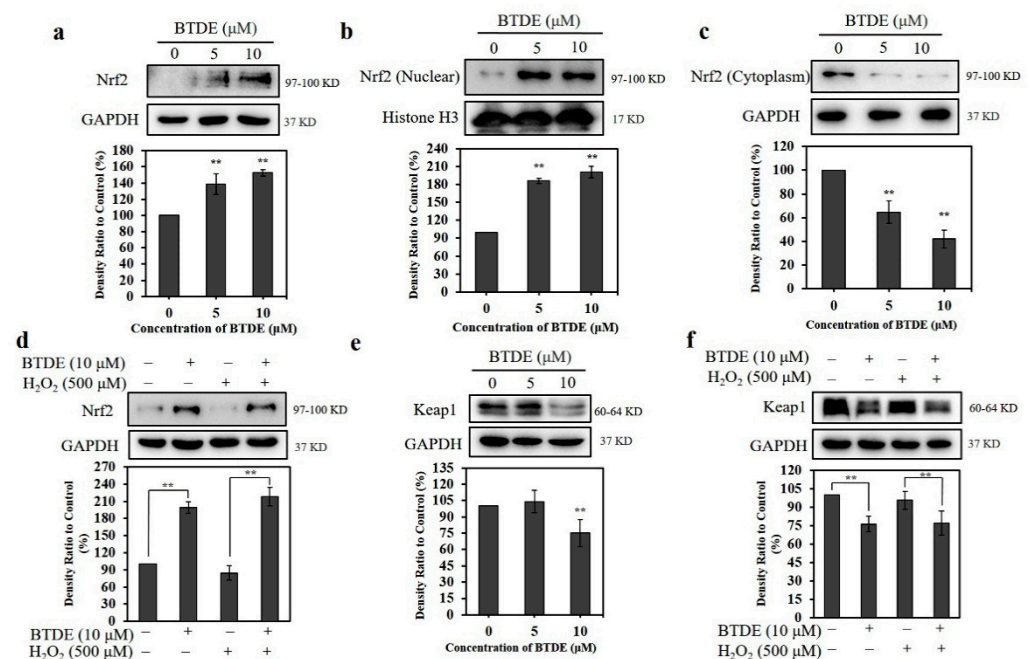 a
BTDE (μM)
0 5 10
Nrf2
97-100 KD
GAPDH
37 KD
Density Ratio to Control (%)
160
140
120
100
80
60
40
20
0
** **
0 5 10
Concentration of BTDE (μM)
b
BTDE (μM)
0 5 10
Nrf2 (Nuclear)
97-100 KD
Histone H3
17 KD
Density Ratio to Control (%)
240
210
180
150
120
90
60
30
0
** **
0 5 10
Concentration of BTDE (μM)
c
BTDE (μM)
0 5 10
Nrf2 (Cytoplasm)
97-100 KD
GAPDH
37 KD
Density Ratio to Control (%)
120
100
80
60
40
20
0
** **
0 5 10
Concentration of BTDE (μM)
d
BTDE (10 μM) – + – +
H₂O₂ (500 μM) – – + +
Nrf2
97-100 KD
GAPDH
37 KD
Density Ratio to Control
(%)
270
240
210
180
150
120
90
60
30
0
** **
BTDE (10 μM) – + – +
H₂O₂ (500 μM) – – + +
e
BTDE (μM)
0 5 10
Keap1
60-64 KD
GAPDH
37 KD
Density Ratio to Control (%)
135
120
105
90
75
60
45
30
15
0
**
0 5 10
Concentration of BTDE (μM)
f
BTDE (10 μM) – + – +
H₂O₂ (500 μM) – – + +
Keap1
60-64 KD
GAPDH
37 KD
Density Ratio to Control
(%)
120
105
90
75
60
45
30
15
0
** **
BTDE (10 μM) – + – +
H₂O₂ (500 μM) – – + +